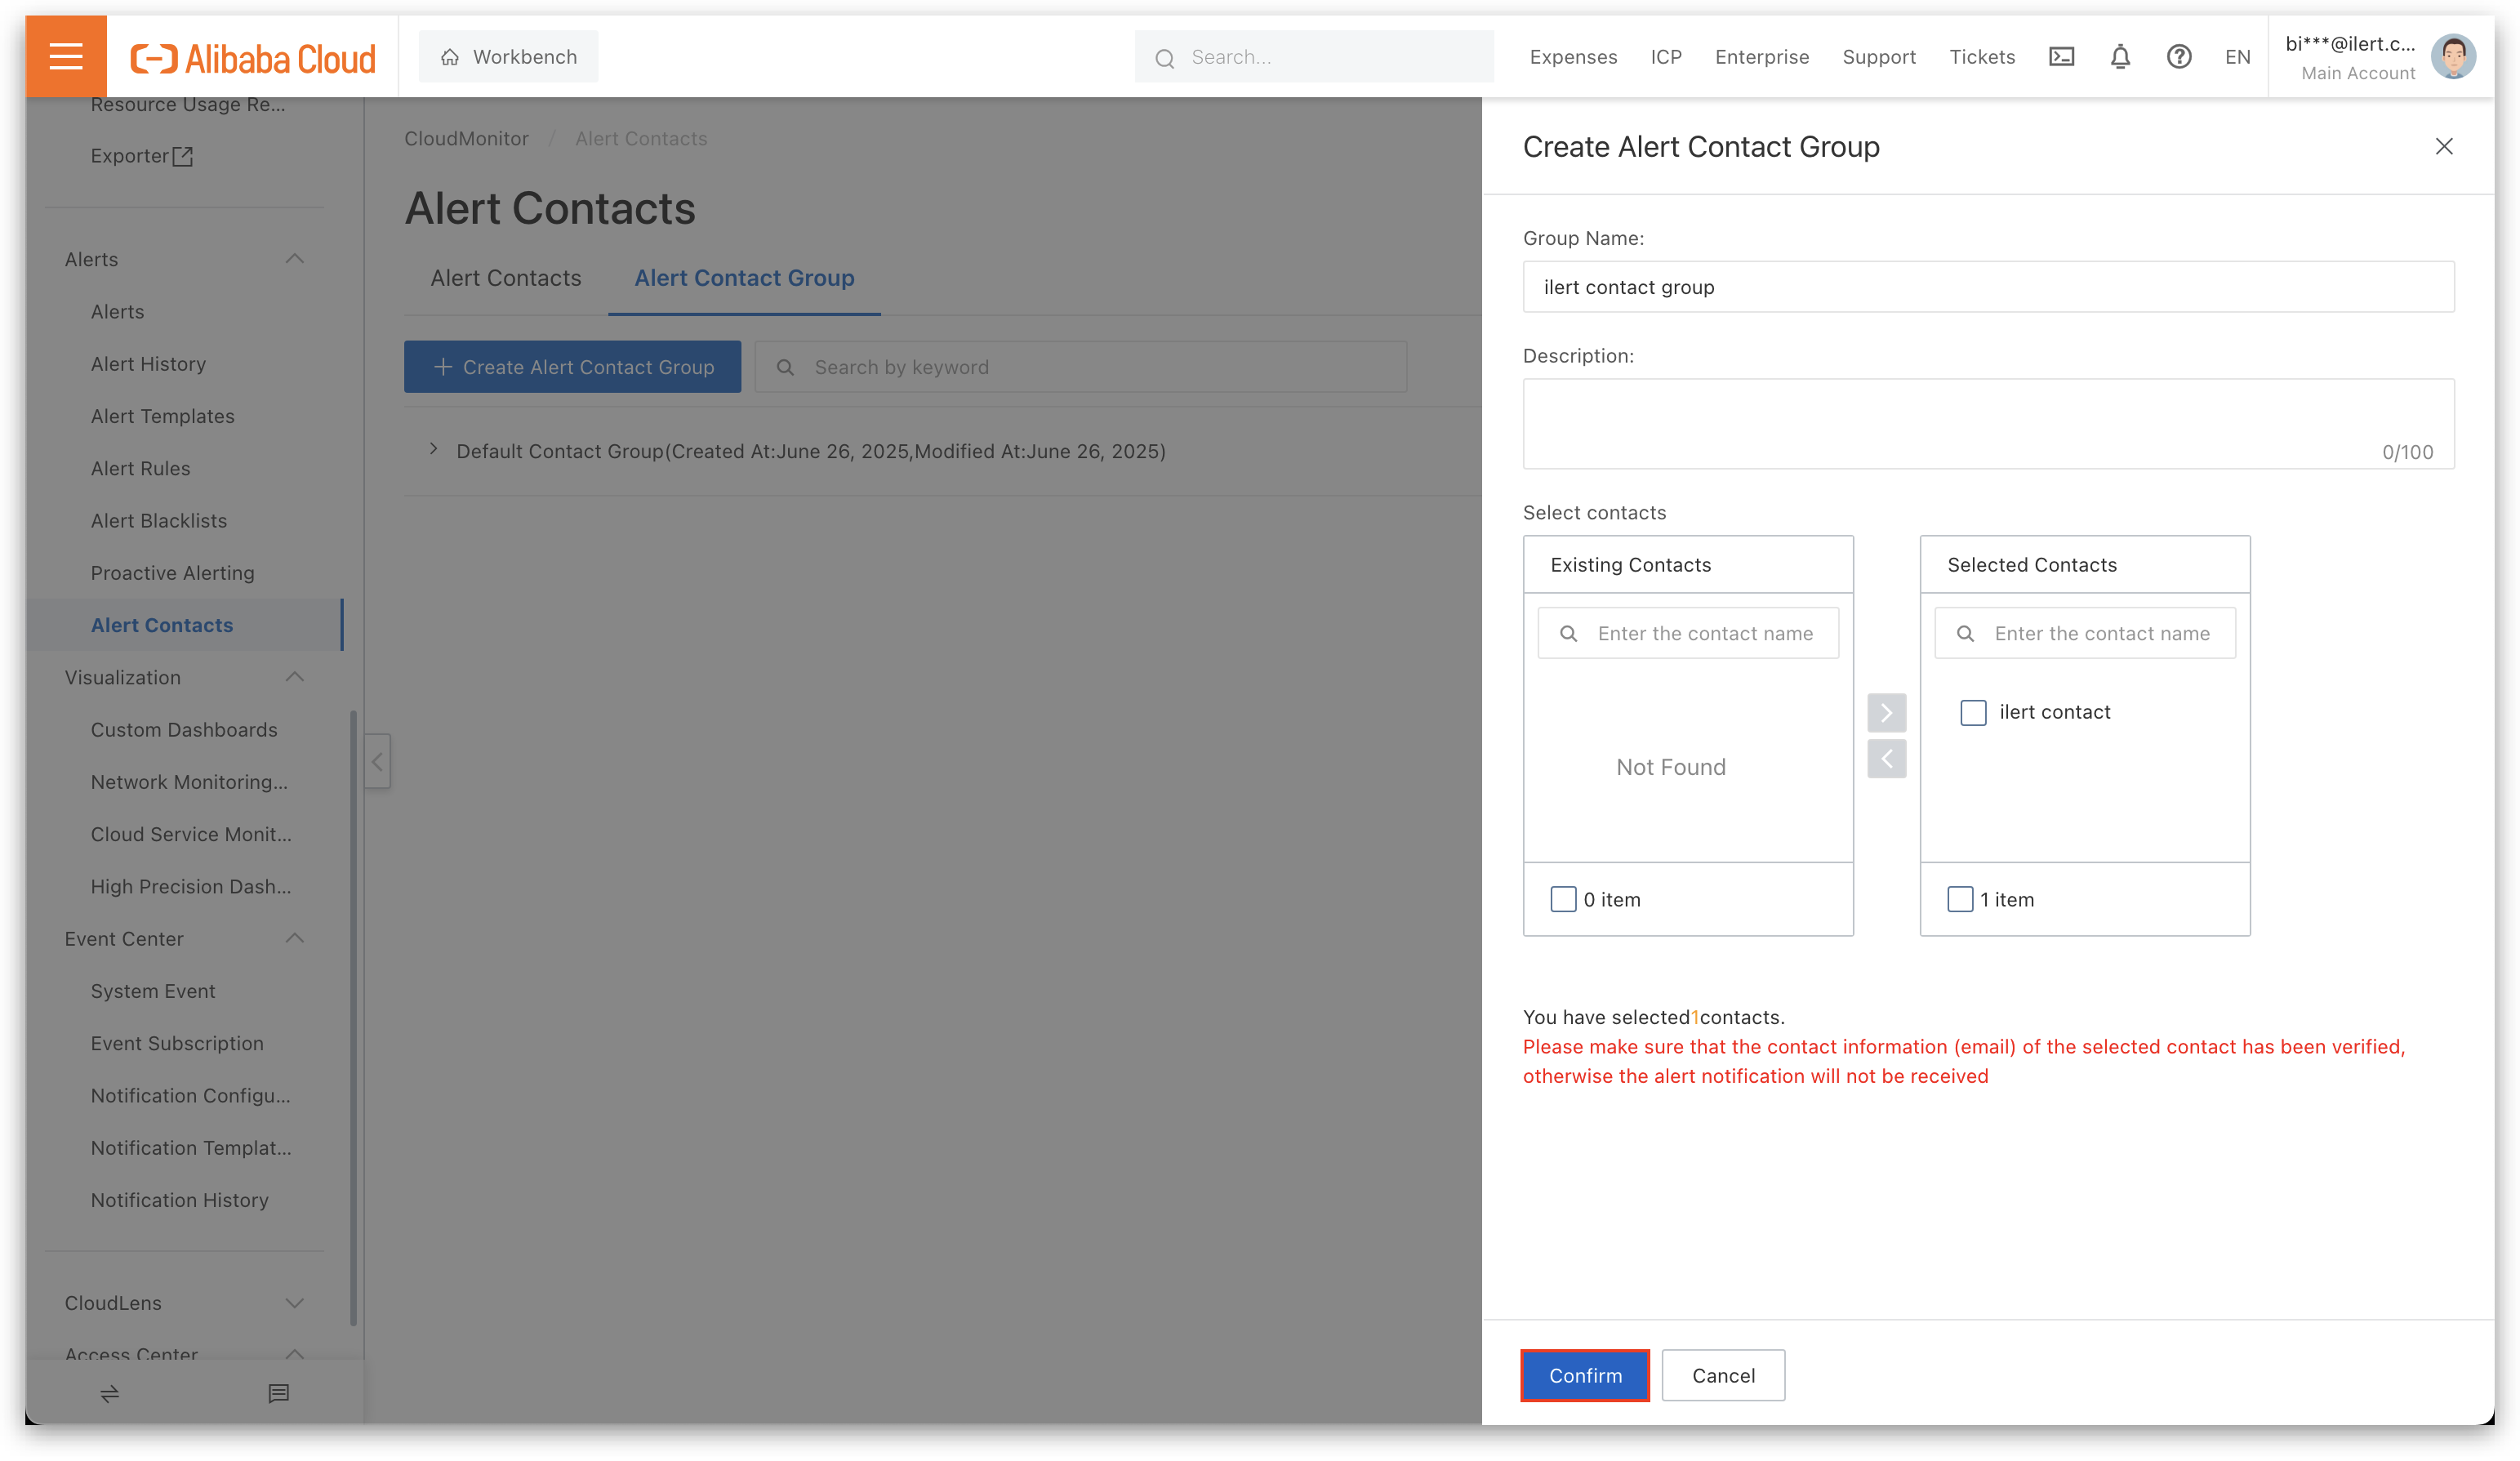 Alibaba Cloud
Workbench
Search...
Expenses
ICP
Enterprise
Support
Tickets
EN
bi***@ilert.c...
Main Account
Resource Usage Re...
Exporter
Alerts
Alerts
Alert History
Alert Templates
Alert Rules
Alert Blacklists
Proactive Alerting
Alert Contacts
Visualization
Custom Dashboards
Network Monitoring...
Cloud Service Monit...
High Precision Dash...
Event Center
System Event
Event Subscription
Notification Configu...
Notification Templat...
Notification History
CloudLens
Access Center
CloudMonitor / Alert Contacts
Alert Contacts
Alert Contacts
Alert Contact Group
Create Alert Contact Group
Search by keyword
Default Contact Group(Created At:June 26, 2025,Modified At:June 26, 2025)
Create Alert Contact Group
Group Name:
ilert contact group
Description:
0/100
Select contacts
Existing Contacts
Enter the contact name
Not Found
0 item
Selected Contacts
Enter the contact name
ilert contact
1 item
You have selected1contacts.
Please make sure that the contact information (email) of the selected contact has been verified,
otherwise the alert notification will not be received
Confirm
Cancel